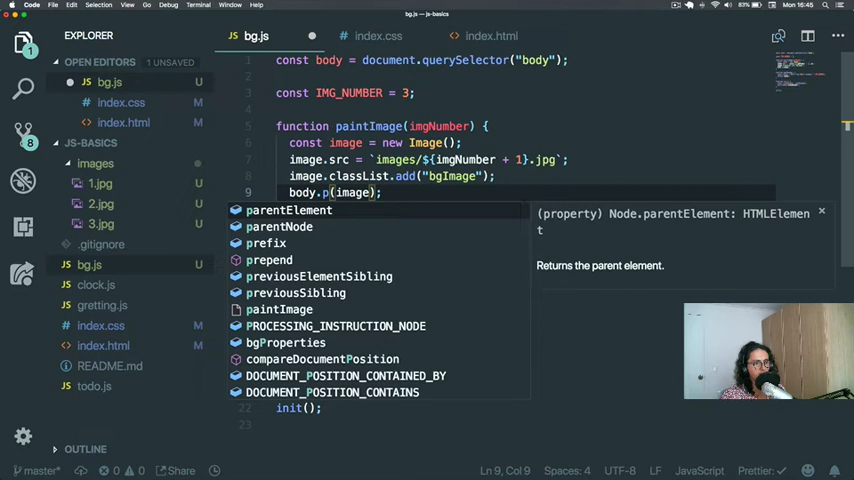 Code File Edit Selection View Go Debug Terminal Window Help
83% Mon 16:45
bg.js — js-basics
EXPLORER
OPEN EDITORS 1 UNSAVED
bg.js U
index.css M
index.html M
JS-BASICS
images
1.jpg U
2.jpg U
3.jpg U
.gitignore
JS bg.js U
JS clock.js
JS gretting.js
index.css M
index.html M
README.md
JS todo.js
OUTLINE
1
8
JS bg.js
index.css
index.html
1 const body = document.querySelector("body");
2
3 const IMG_NUMBER = 3;
4
5 function paintImage(imgNumber) {
6 const image = new Image();
7 image.src = `images/${imgNumber + 1}.jpg`;
8 image.classList.add("bgImage");
9 body.p(image);
parentElement
parentNode
prefix
prepend
previousElementSibling
previousSibling
paintImage
PROCESSING_INSTRUCTION_NODE
bgProperties
compareDocumentPosition
DOCUMENT_POSITION_CONTAINED_BY
DOCUMENT_POSITION_CONTAINS
(property) Node.parentElement: HTMLElemen
t
Returns the parent element.
22 init();
23
master* 0 0 Share
Ln 9, Col 9 Spaces: 4 UTF-8 LF JavaScript Prettier: ✓